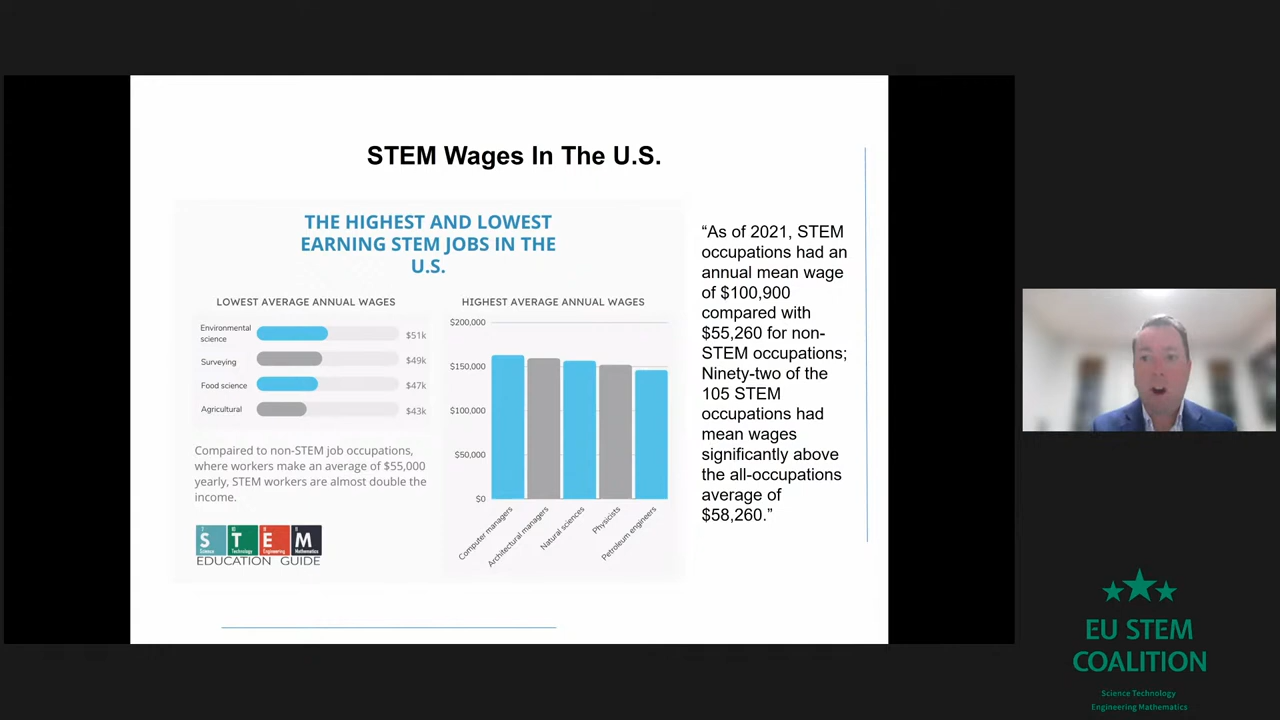 STEM Wages In The U.S.
THE HIGHEST AND LOWEST
EARNING STEM JOBS IN THE
U.S.
LOWEST AVERAGE ANNUAL WAGES
Environmental
science
$51k
Surveying
$49k
Food science
$47k
Agricultural
$43k
Compaired to non-STEM job occupations,
where workers make an average of $55,000
yearly, STEM workers are almost double the
income.
S T E M
Science Technology Engineering Mathematics
EDUCATION GUIDE
HIGHEST AVERAGE ANNUAL WAGES
$200,000
$150,000
$100,000
$50,000
$0
Computer managers
Architectural managers
Natural sciences
Physicists
Petroleum engineers
“As of 2021, STEM
occupations had an
annual mean wage
of $100,900
compared with
$55,260 for non-
STEM occupations;
Ninety-two of the
105 STEM
occupations had
mean wages
significantly above
the all-occupations
average of
$58,260.”
EU STEM
COALITION
Science Technology
Engineering Mathematics